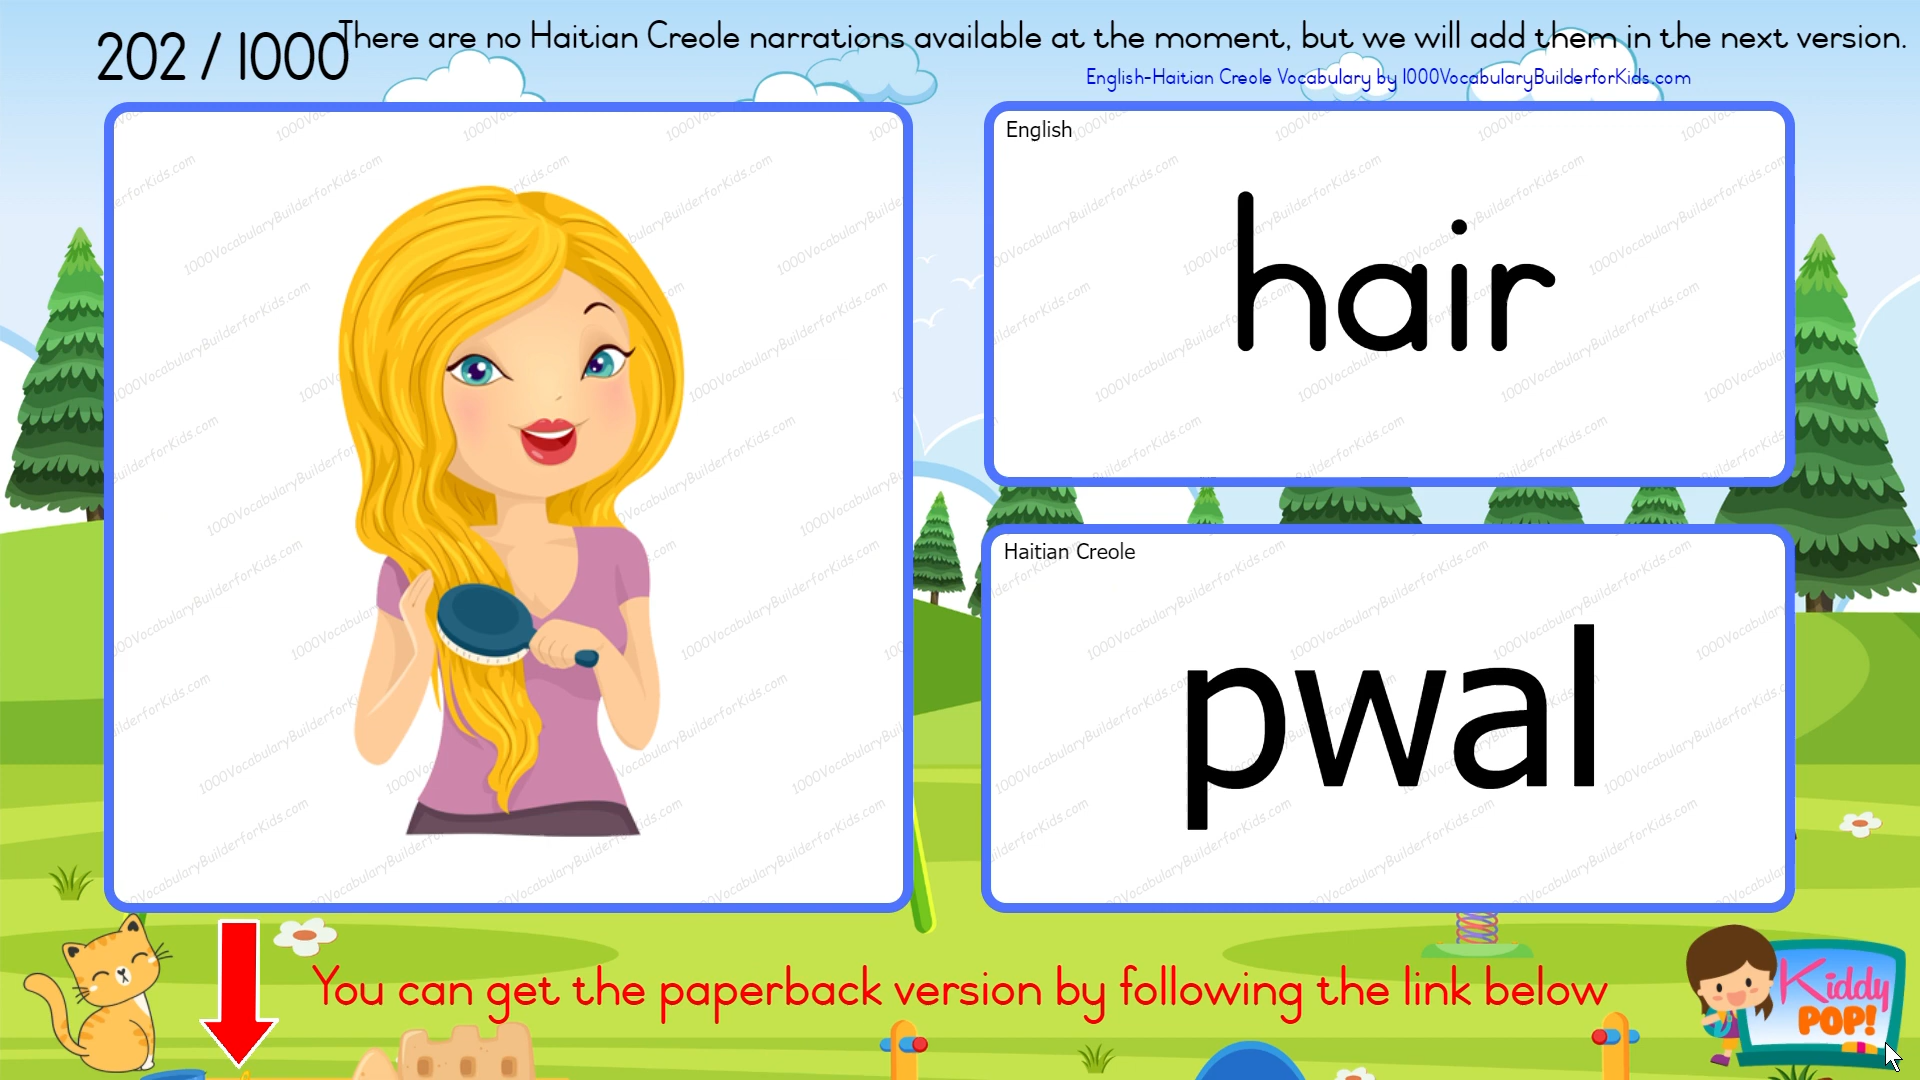 202 / 1000
There are no Haitian Creole narrations available at the moment, but we will add them in the next version.
English-Haitian Creole Vocabulary by 1000VocabularyBuilderforKids.com
English
hair
Haitian Creole
pwal
You can get the paperback version by following the link below
Kiddy
POP!
1000VocabularyBuilderforKids.com